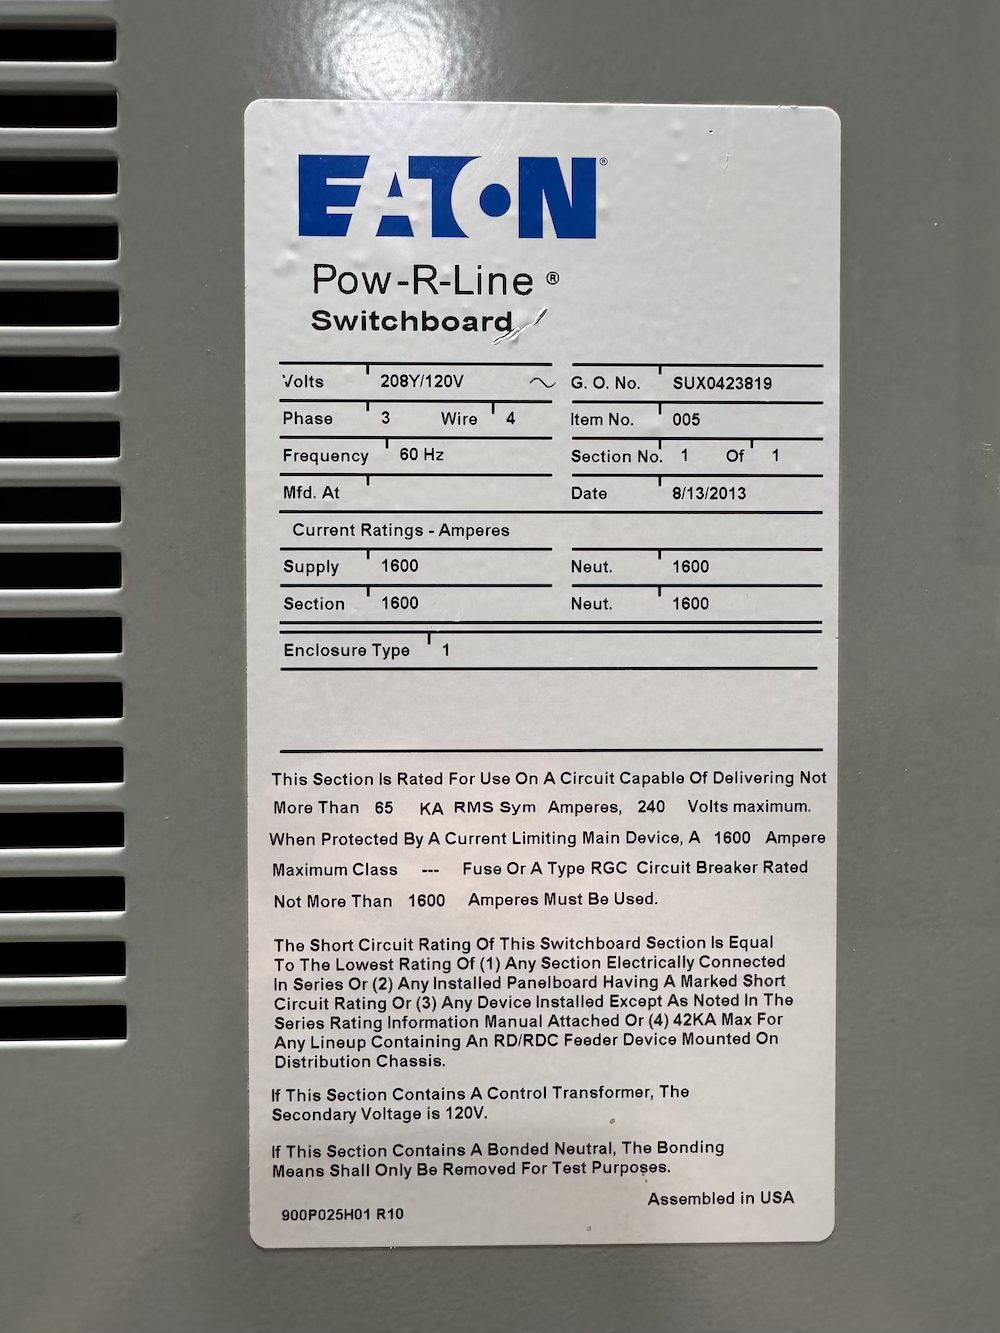 EATON®
Pow-R-Line ®
Switchboard
Volts 208Y/120V ~ G. O. No. SUX0423819
Phase 3 Wire 4 Item No. 005
Frequency 60 Hz Section No. 1 Of 1
Mfd. At Date 8/13/2013
Current Ratings - Amperes
Supply 1600 Neut. 1600
Section 1600 Neut. 1600
Enclosure Type 1
This Section Is Rated For Use On A Circuit Capable Of Delivering Not
More Than 65 KA RMS Sym Amperes, 240 Volts maximum.
When Protected By A Current Limiting Main Device, A 1600 Ampere
Maximum Class --- Fuse Or A Type RGC Circuit Breaker Rated
Not More Than 1600 Amperes Must Be Used.
The Short Circuit Rating Of This Switchboard Section Is Equal
To The Lowest Rating Of (1) Any Section Electrically Connected
In Series Or (2) Any Installed Panelboard Having A Marked Short
Circuit Rating Or (3) Any Device Installed Except As Noted In The
Series Rating Information Manual Attached Or (4) 42KA Max For
Any Lineup Containing An RD/RDC Feeder Device Mounted On
Distribution Chassis.
If This Section Contains A Control Transformer, The
Secondary Voltage is 120V.
If This Section Contains A Bonded Neutral, The Bonding
Means Shall Only Be Removed For Test Purposes.
Assembled in USA
900P025H01 R10